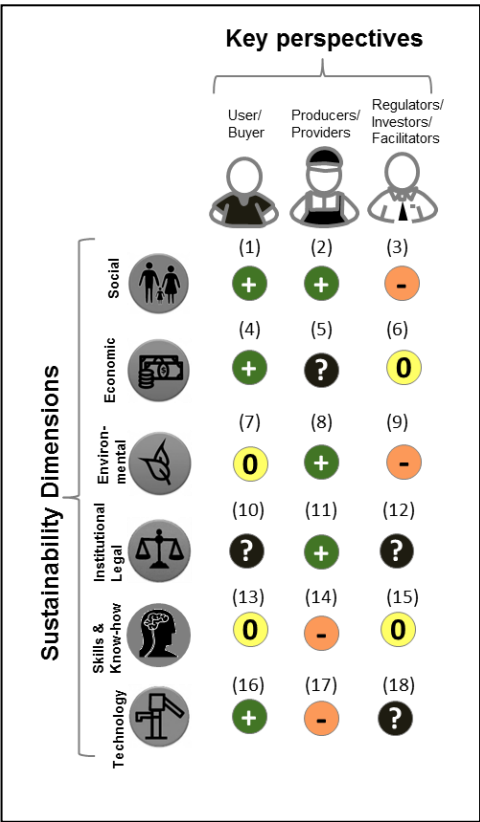 Key perspectives
User/
Buyer
Producers/
Providers
Regulators/
Investors/
Facilitators
Sustainability Dimensions
Social
(1) (2) (3)
+ + -
Economic
(4) (5) (6)
+ ? 0
Environ-
mental
(7) (8) (9)
0 + -
Institutional
Legal
(10) (11) (12)
? + ?
Skills &
Know-how
(13) (14) (15)
0 - 0
Technology
(16) (17) (18)
+ - ?